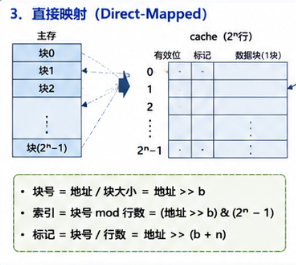 3. 直接映射（Direct-Mapped）
主存
cache（2ⁿ行）
有效位 标记 数据块(1块)
块0
块1
块2
⋮
块(2ⁿ−1)
0 - -
1
2
⋮
2ⁿ−1
• 块号 = 地址 / 块大小 = 地址 >> b
• 索引 = 块号 mod 行数 = (地址 >> b) & (2ⁿ − 1)
• 标记 = 块号 / 行数 = 地址 >> (b + n)